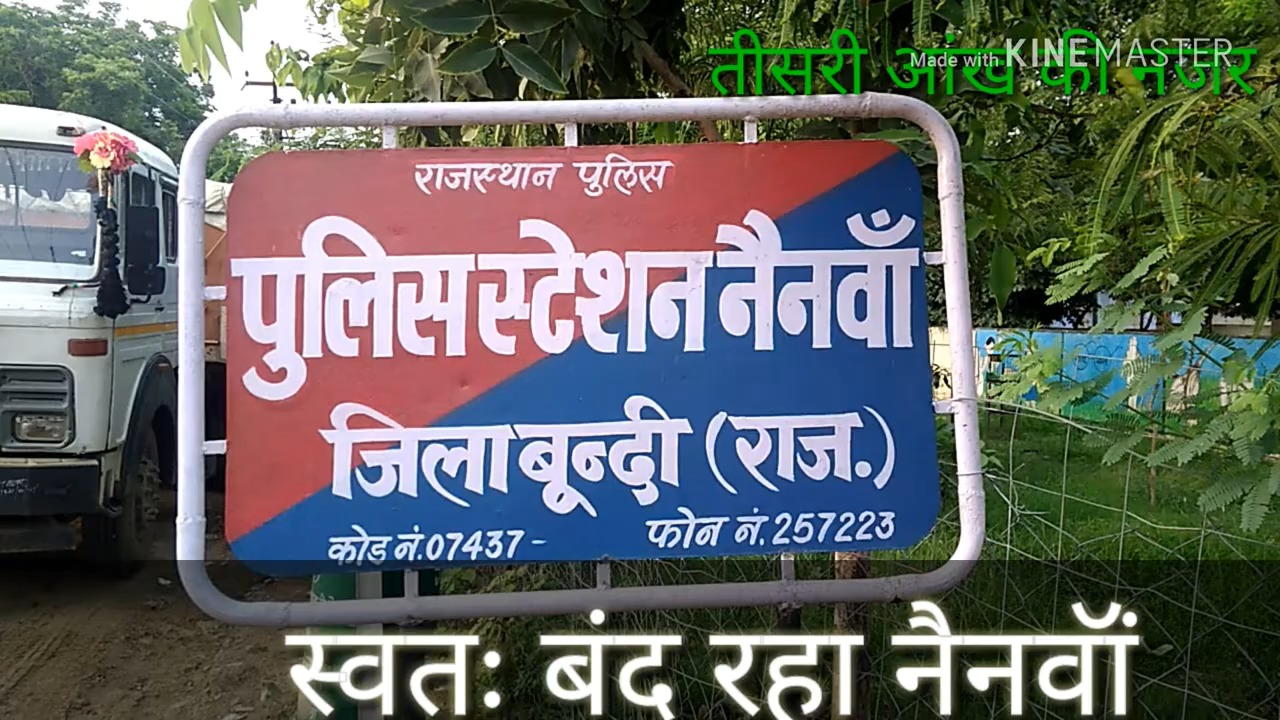 तीसरी आंख की नजर
Made with KINEMASTER
राजस्थान पुलिस
पुलिस स्टेशन नैनवाँ
जिला बून्दी (राज.)
कोड नं. 07437-
फोन नं. 257223
स्वतः बंद रहा नैनवाॅं